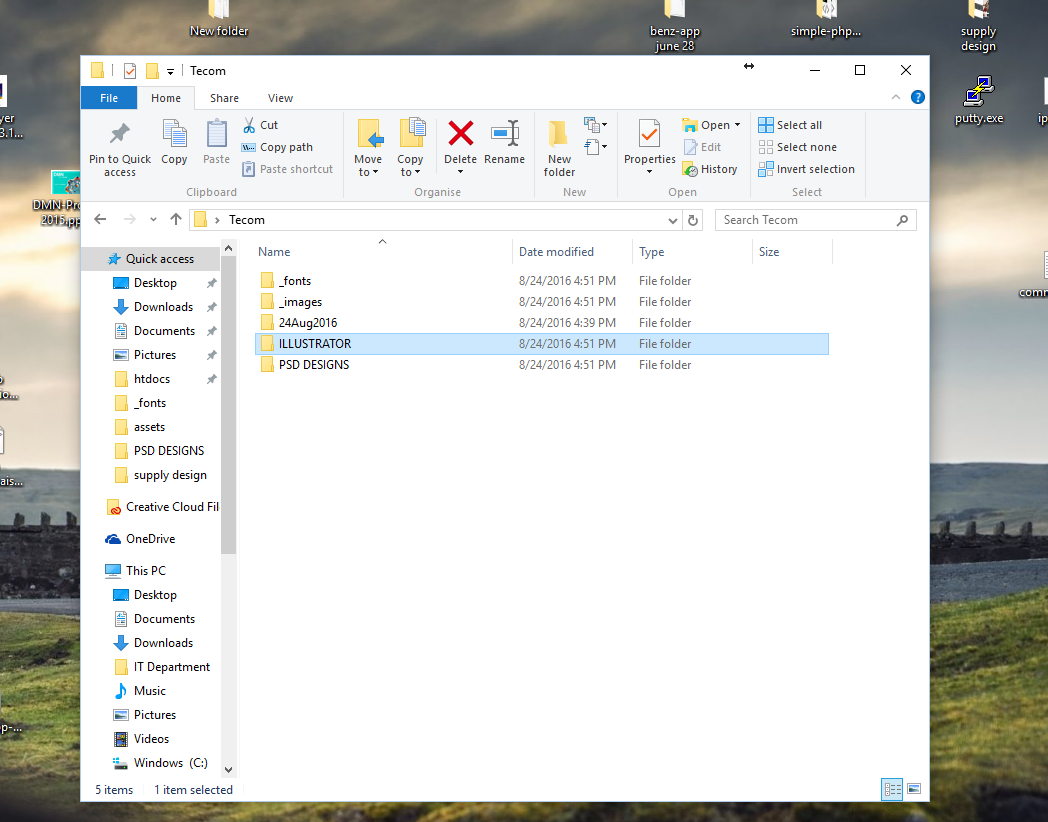 New folder
benz-app
june 28
simple-php...
supply
design
putty.exe
yer
3.1...
DMN-Pro
2015.pp
Tecom
File
Home
Share
View
Pin to Quick
access
Copy
Paste
Cut
Copy path
Paste shortcut
Clipboard
Move
to
Copy
to
Delete
Rename
Organise
New
folder
New
Properties
Open
Edit
History
Open
Select all
Select none
Invert selection
Select
Tecom
Search Tecom
Name
Date modified
Type
Size
_fonts 8/24/2016 4:51 PM File folder
_images 8/24/2016 4:51 PM File folder
24Aug2016 8/24/2016 4:39 PM File folder
ILLUSTRATOR 8/24/2016 4:51 PM File folder
PSD DESIGNS 8/24/2016 4:51 PM File folder
Quick access
Desktop
Downloads
Documents
Pictures
htdocs
_fonts
assets
PSD DESIGNS
supply design
Creative Cloud Fil
OneDrive
This PC
Desktop
Documents
Downloads
IT Department
Music
Pictures
Videos
Windows (C:)
5 items
1 item selected
ip
comm
io...
ais...
p-...